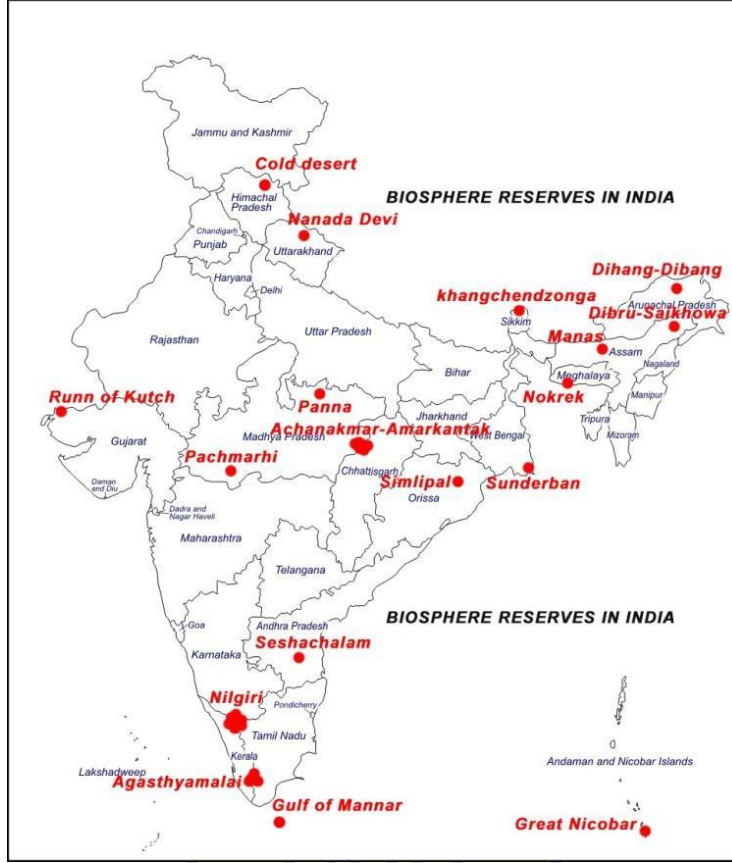 Jammu and Kashmir
Cold desert
Himachal
Pradesh
BIOSPHERE RESERVES IN INDIA
Nanada Devi
Chandigarh
Punjab
Uttarakhand
Haryana
Delhi
Dihang-Dibang
khangchendzonga
Arunachal Pradesh
Dibru-Saikhowa
Sikkim
Manas
Assam
Rajasthan
Uttar Pradesh
Nagaland
Bihar
Meghalaya
Runn of Kutch
Panna
Nokrek
Manipur
Jharkhand
Tripura
Achanakmar-Amarkantak
Madhya Pradesh
West Bengal
Mizoram
Gujarat
Pachmarhi
Chhattisgarh
Simlipal
Sunderban
Daman
and Diu
Orissa
Dadra and
Nagar Haveli
Maharashtra
Telangana
BIOSPHERE RESERVES IN INDIA
Goa
Andhra Pradesh
Seshachalam
Karnataka
Nilgiri
Pondicherry
Tamil Nadu
Kerala
Andaman and Nicobar Islands
Lakshadweep
Agasthyamalai
Gulf of Mannar
Great Nicobar